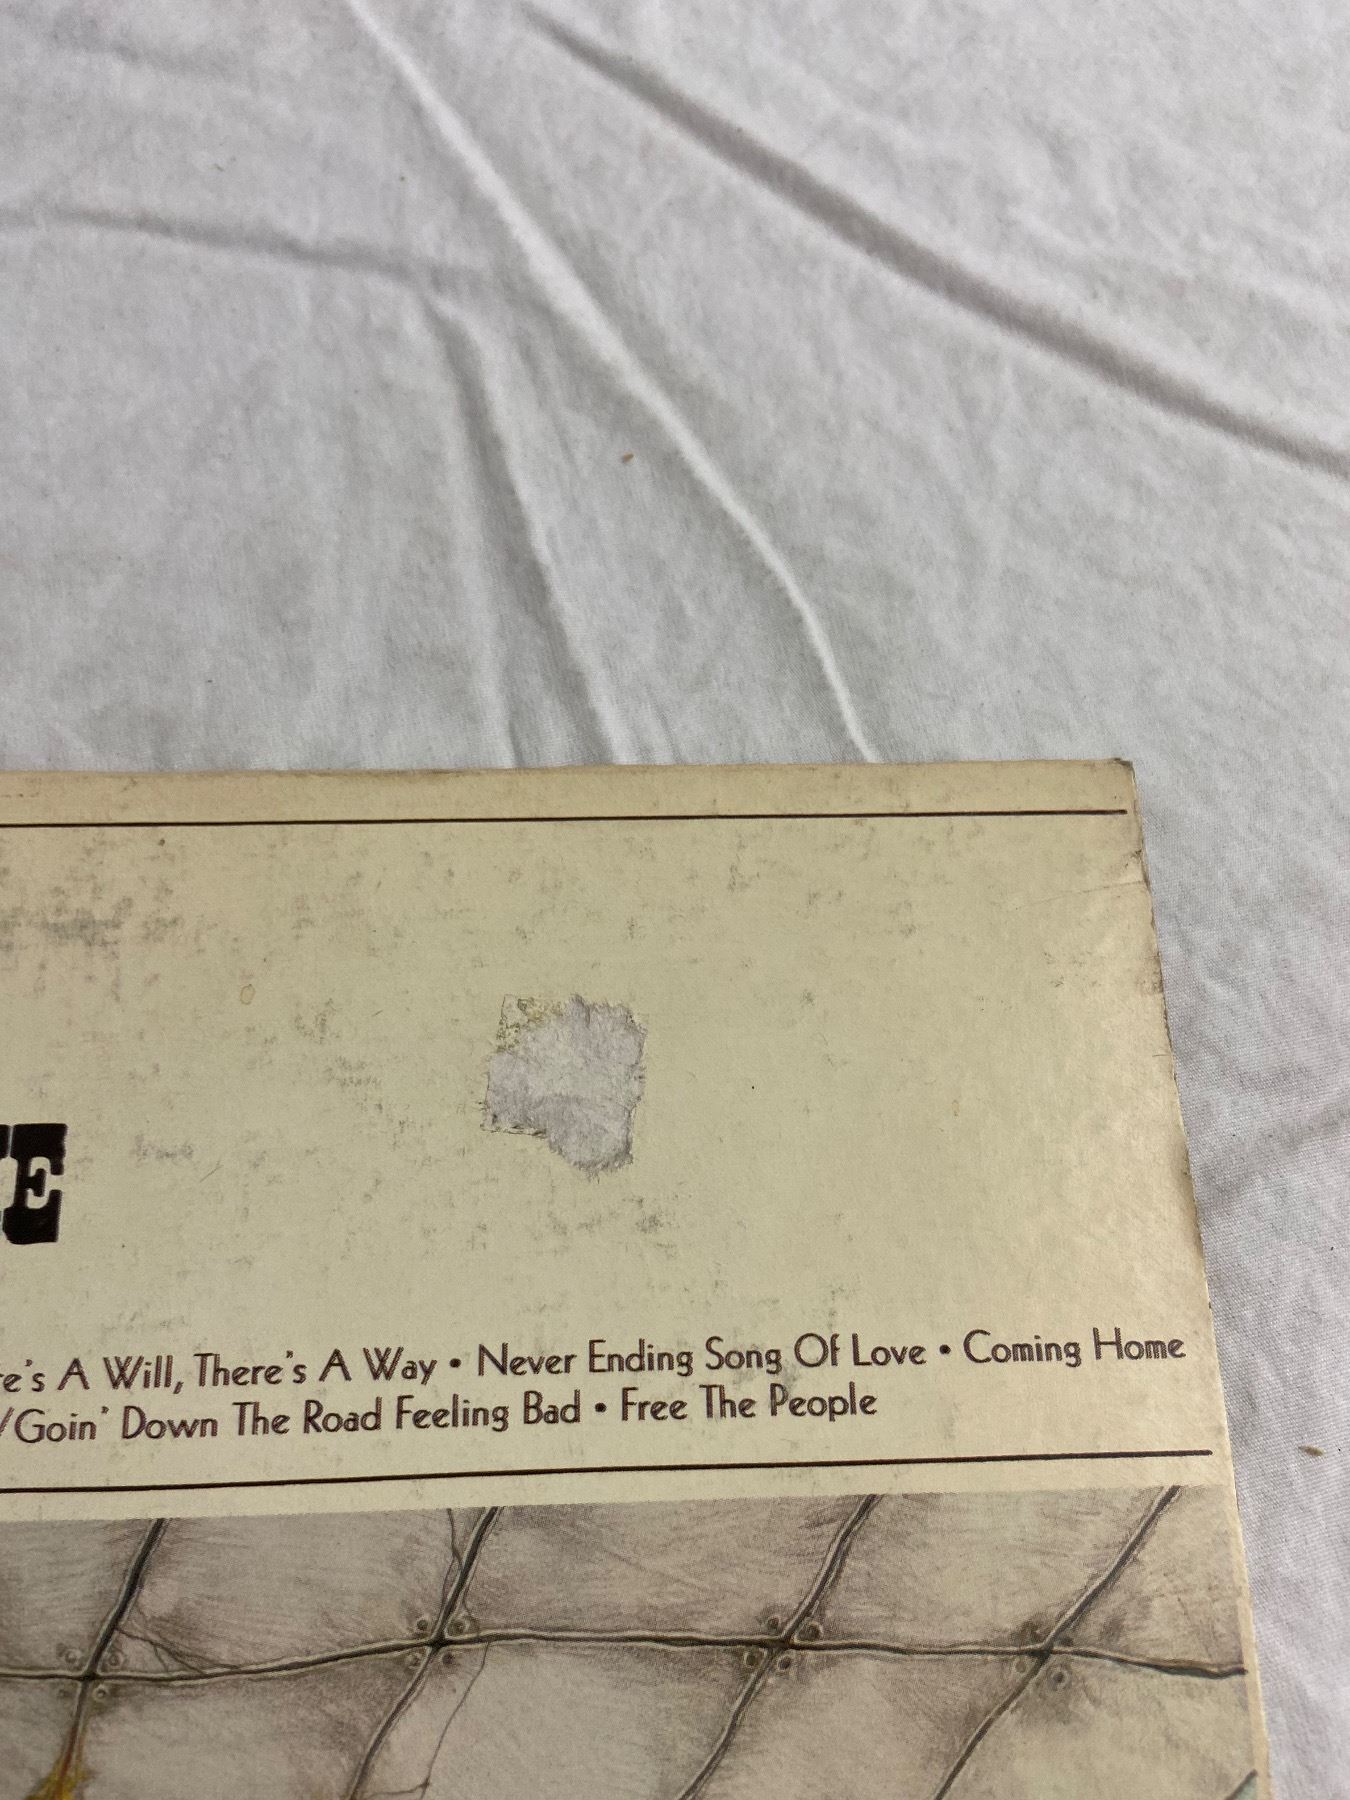 E
re's A Will, There's A Way • Never Ending Song Of Love • Coming Home
/Goin' Down The Road Feeling Bad • Free The People